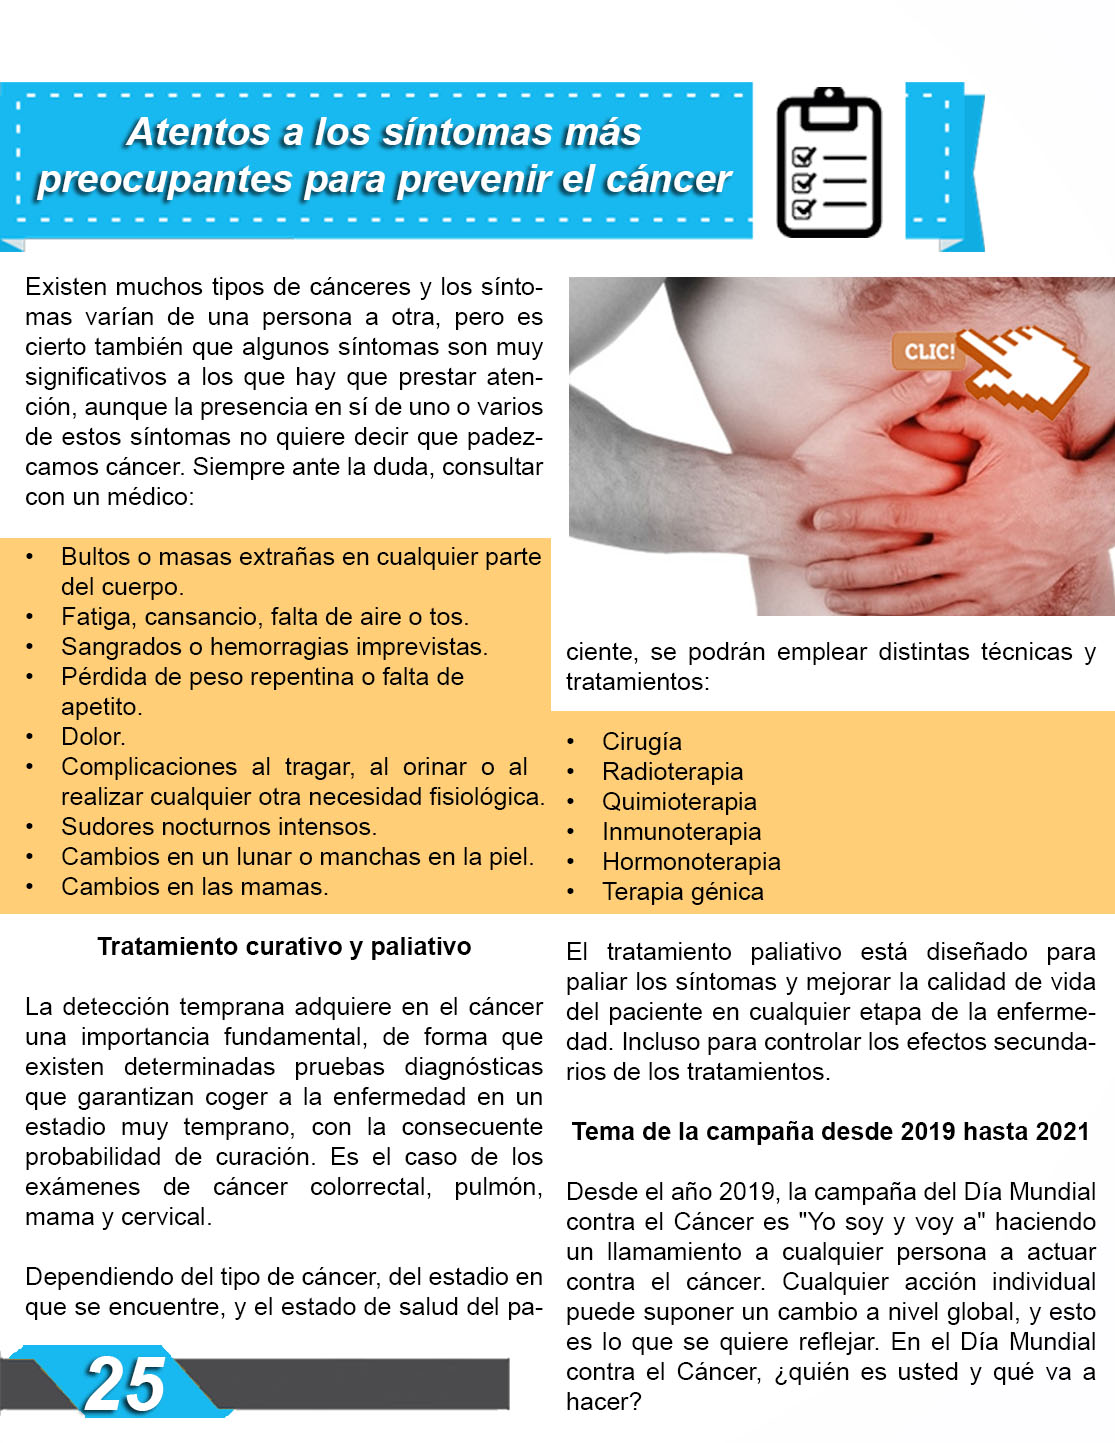 Atentos a los síntomas más
preocupantes para prevenir el cáncer
Existen muchos tipos de cánceres y los sínto-
mas varían de una persona a otra, pero es
cierto también que algunos síntomas son muy
significativos a los que hay que prestar aten-
ción, aunque la presencia en sí de uno o varios
de estos síntomas no quiere decir que padez-
camos cáncer. Siempre ante la duda, consultar
con un médico:
• Bultos o masas extrañas en cualquier parte
del cuerpo.
• Fatiga, cansancio, falta de aire o tos.
• Sangrados o hemorragias imprevistas.
• Pérdida de peso repentina o falta de
apetito.
• Dolor.
• Complicaciones al tragar, al orinar o al
realizar cualquier otra necesidad fisiológica.
• Sudores nocturnos intensos.
• Cambios en un lunar o manchas en la piel.
• Cambios en las mamas.
Tratamiento curativo y paliativo
La detección temprana adquiere en el cáncer
una importancia fundamental, de forma que
existen determinadas pruebas diagnósticas
que garantizan coger a la enfermedad en un
estadio muy temprano, con la consecuente
probabilidad de curación. Es el caso de los
exámenes de cáncer colorrectal, pulmón,
mama y cervical.
Dependiendo del tipo de cáncer, del estadio en
que se encuentre, y el estado de salud del pa-
CLIC!
ciente, se podrán emplear distintas técnicas y
tratamientos:
• Cirugía
• Radioterapia
• Quimioterapia
• Inmunoterapia
• Hormonoterapia
• Terapia génica
El tratamiento paliativo está diseñado para
paliar los síntomas y mejorar la calidad de vida
del paciente en cualquier etapa de la enferme-
dad. Incluso para controlar los efectos secunda-
rios de los tratamientos.
Tema de la campaña desde 2019 hasta 2021
Desde el año 2019, la campaña del Día Mundial
contra el Cáncer es "Yo soy y voy a" haciendo
un llamamiento a cualquier persona a actuar
contra el cáncer. Cualquier acción individual
puede suponer un cambio a nivel global, y esto
es lo que se quiere reflejar. En el Día Mundial
contra el Cáncer, ¿quién es usted y qué va a
hacer?
25